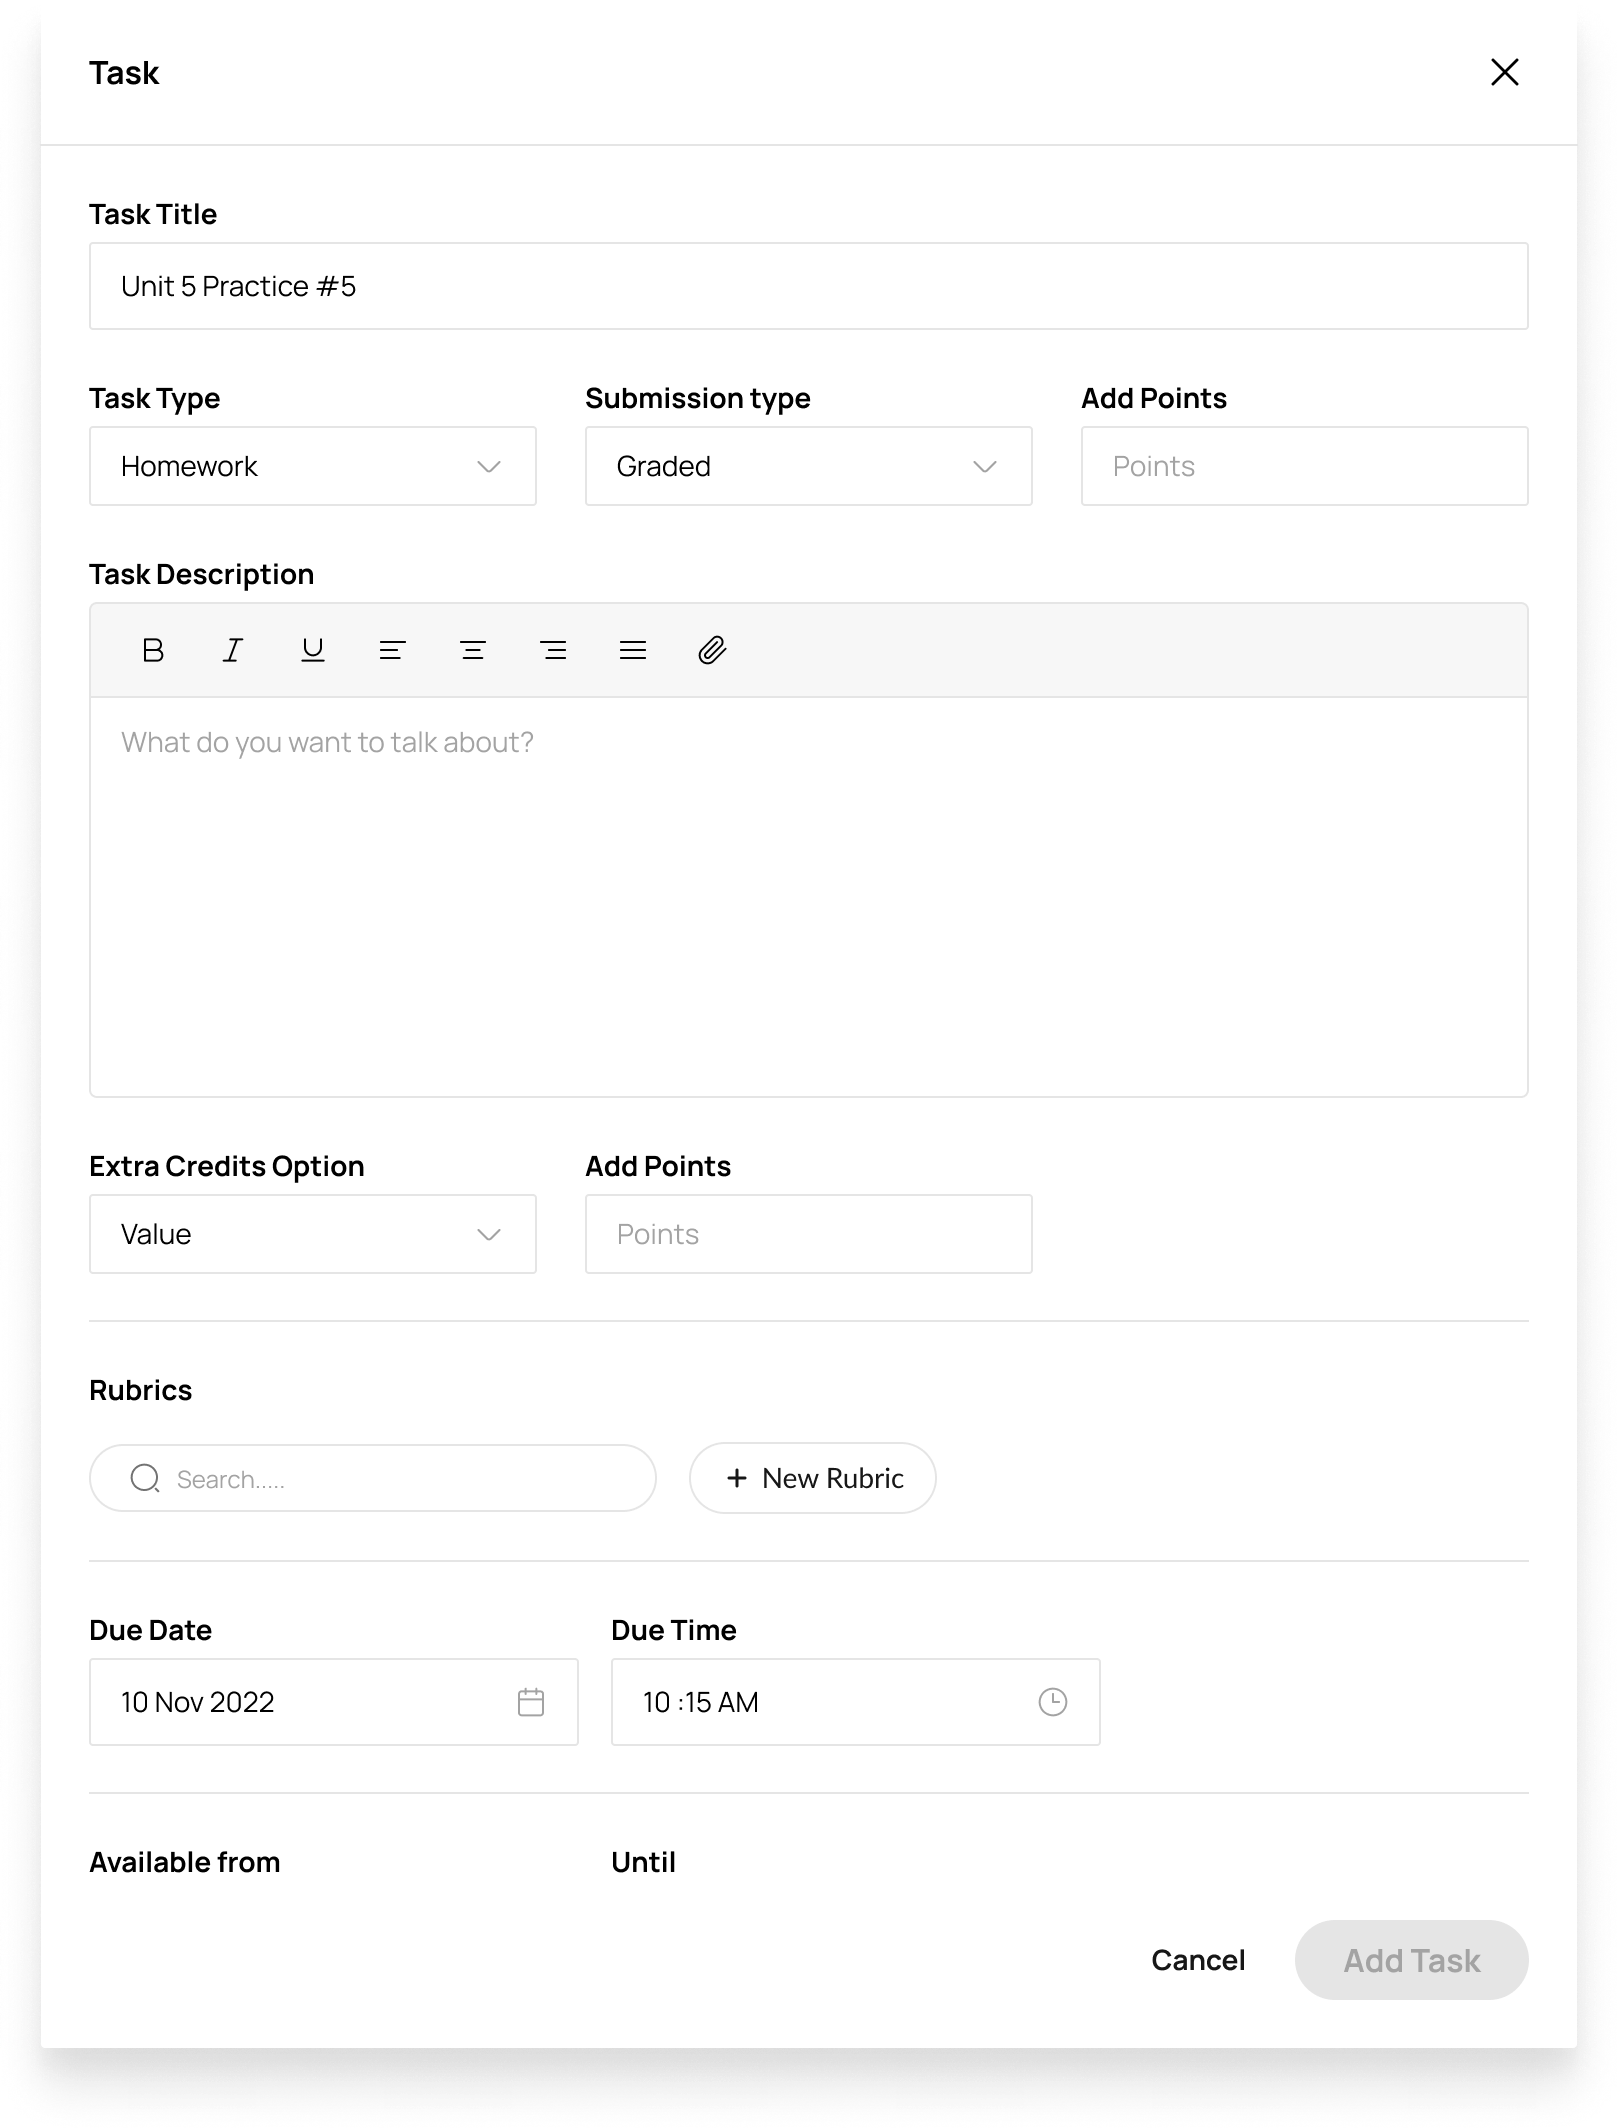 Task
Task Title
Unit 5 Practice #5
Task Type
Submission type
Add Points
Homework
Graded
Points
Task Description
B I U
What do you want to talk about?
Extra Credits Option
Add Points
Value
Points
Rubrics
Search.....
+ New Rubric
Due Date
Due Time
10 Nov 2022
10 :15 AM
Available from
Until
Cancel
Add Task